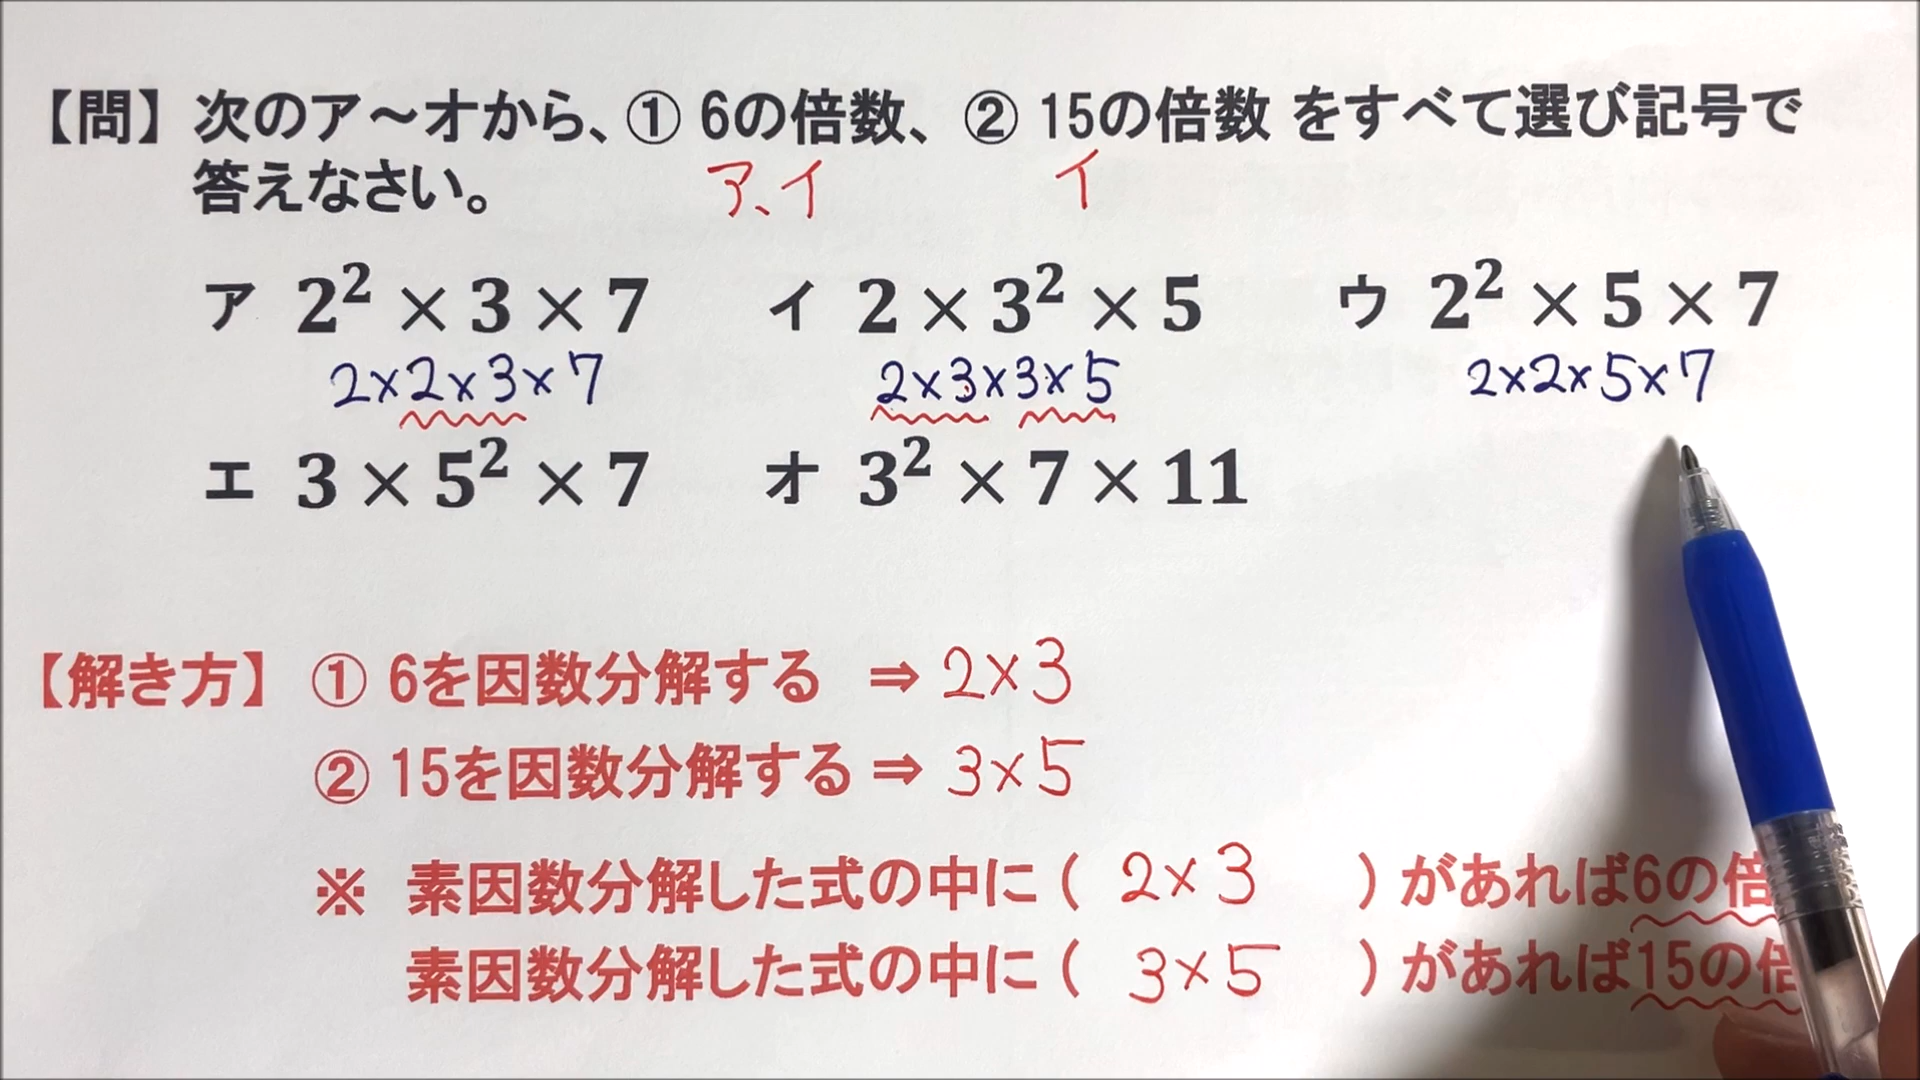 【問】次のア～オから、① 6の倍数、② 15の倍数 をすべて選び記号で
答えなさい。 ア、イ イ
ア 2² × 3 × 7 イ 2 × 3² × 5 ウ 2² × 5 × 7
2×2×3×7 2×3×3×5 2×2×5×7
エ 3 × 5² × 7 オ 3² × 7 × 11
【解き方】① 6を因数分解する ⇒ 2×3
② 15を因数分解する ⇒ 3×5
※ 素因数分解した式の中に( 2×3 )があれば6の倍
素因数分解した式の中に( 3×5 )があれば15の倍